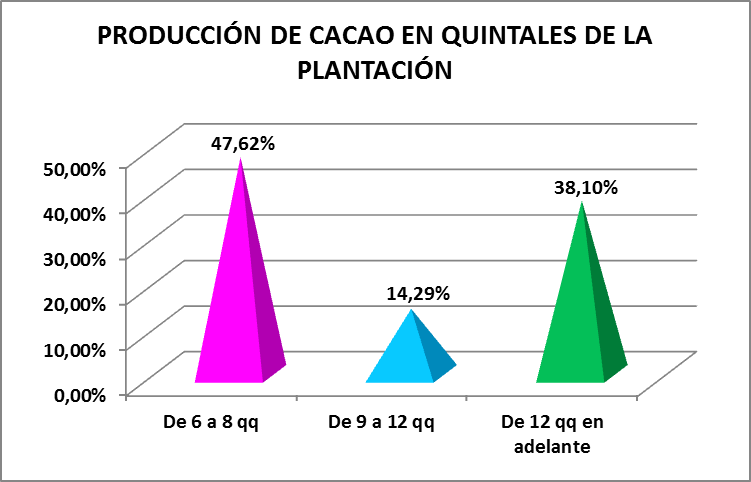 PRODUCCIÓN DE CACAO EN QUINTALES DE LA
PLANTACIÓN
47,62%
38,10%
14,29%
50,00%
40,00%
30,00%
20,00%
10,00%
0,00%
De 6 a 8 qq
De 9 a 12 qq
De 12 qq en
adelante